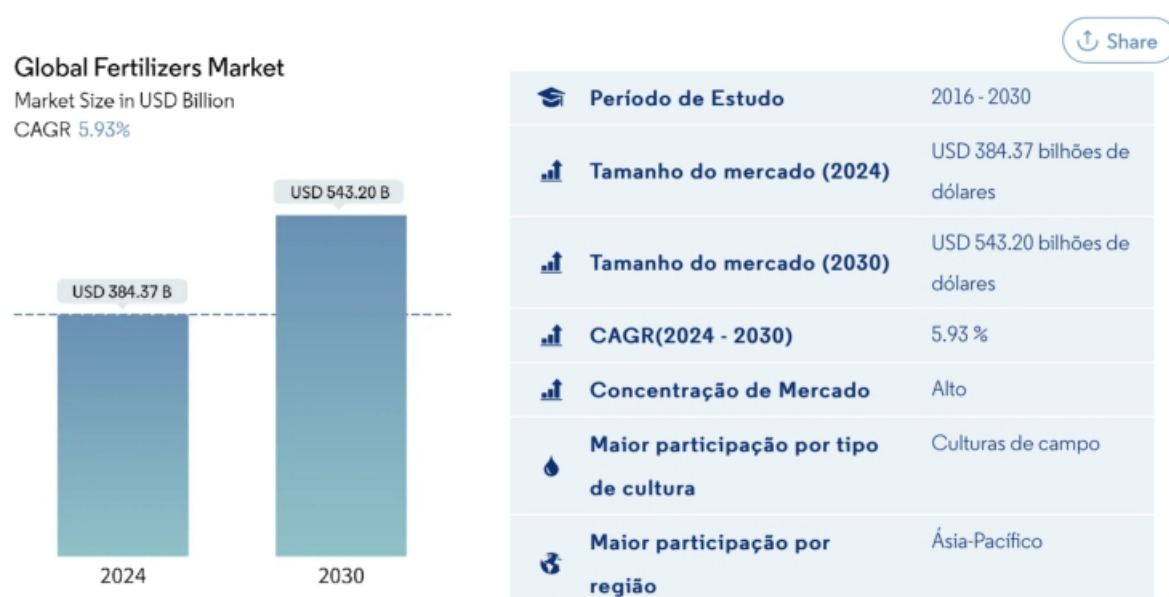 Share
Global Fertilizers Market
Market Size in USD Billion
CAGR 5.93%
USD 543.20 B
USD 384.37 B
2024
2030
Período de Estudo
2016 - 2030
Tamanho do mercado (2024)
USD 384.37 bilhões de
dólares
Tamanho do mercado (2030)
USD 543.20 bilhões de
dólares
CAGR(2024 - 2030)
5.93 %
Concentração de Mercado
Alto
Maior participação por tipo
de cultura
Culturas de campo
Maior participação por
região
Ásia-Pacífico